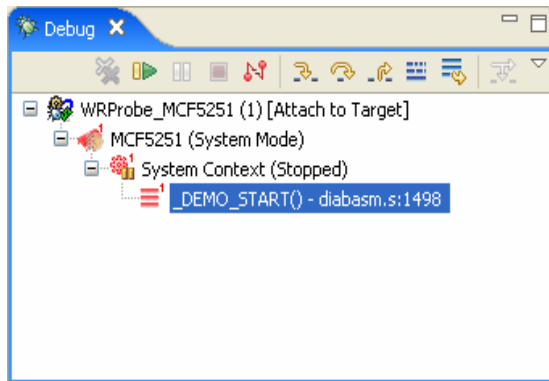 Debug
WRProbe_MCF5251 (1) [Attach to Target]
MCF5251 (System Mode)
System Context (Stopped)
_DEMO_START() - diabasm.s:1498